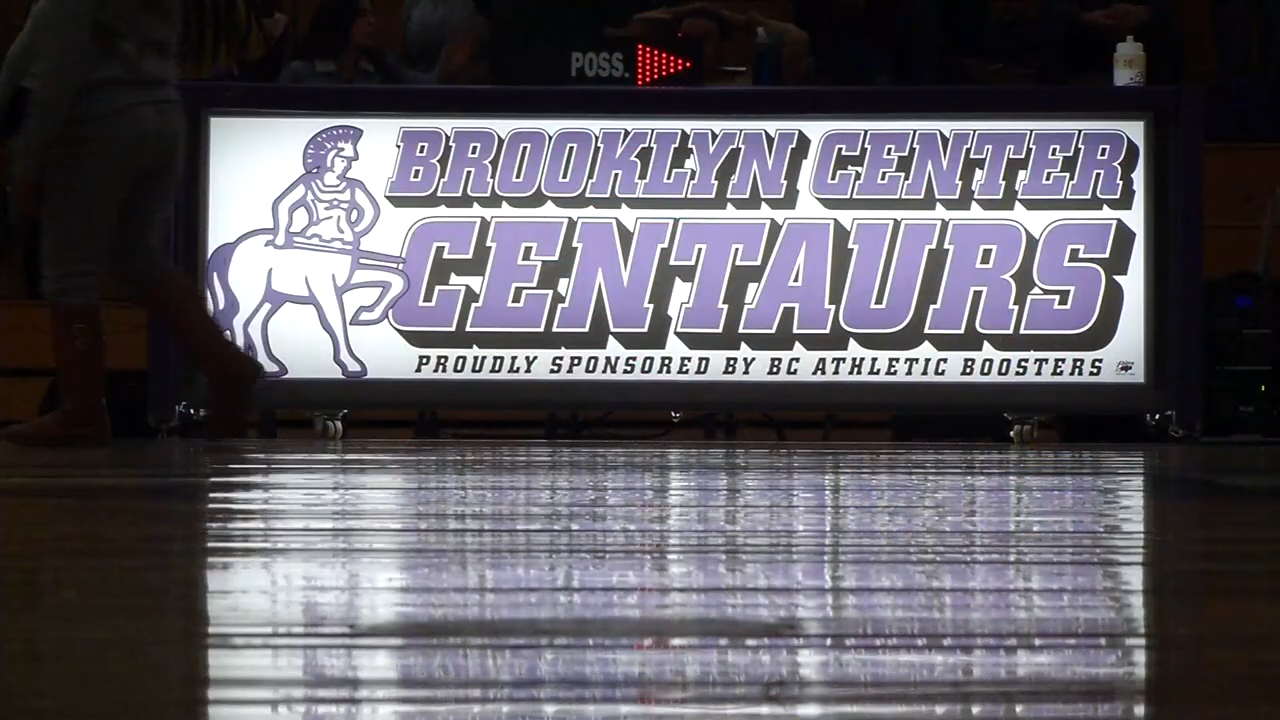 POSS.
BROOKLYN CENTER
CENTAURS
PROUDLY SPONSORED BY BC ATHLETIC BOOSTERS